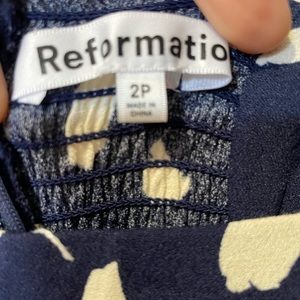 Reformatio
2P
MADE IN
CHINA